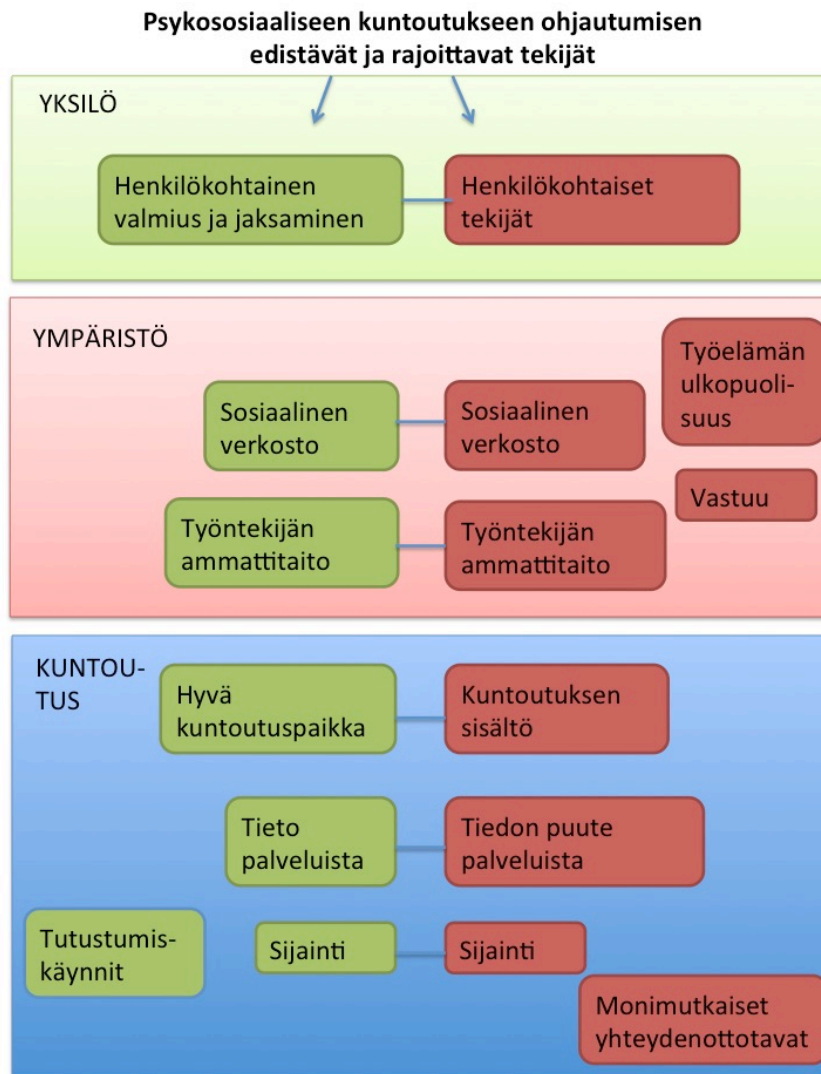 Psykososiaaliseen kuntoutukseen ohjautumisen
edistävät ja rajoittavat tekijät
YKSILÖ
Henkilökohtainen
valmius ja jaksaminen
Henkilökohtaiset
tekijät
YMPÄRISTÖ
Työelämän
ulkopuoli-
suus
Sosiaalinen
verkosto
Sosiaalinen
verkosto
Vastuu
Työntekijän
ammattitaito
Työntekijän
ammattitaito
KUNTOU-
TUS
Hyvä
kuntoutuspaikka
Kuntoutuksen
sisältö
Tieto
palveluista
Tiedon puute
palveluista
Tutustumis-
käynnit
Sijainti
Sijainti
Monimutkaiset
yhteydenottotavat